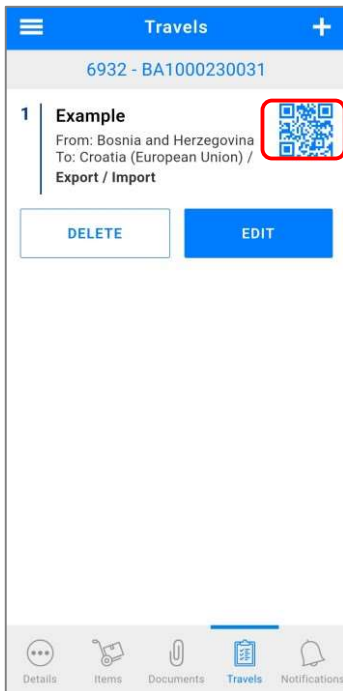 Travels
6932 - BA1000230031
1 Example
From: Bosnia and Herzegovina
To: Croatia (European Union) /
Export / Import
DELETE EDIT
Details Items Documents Travels Notifications